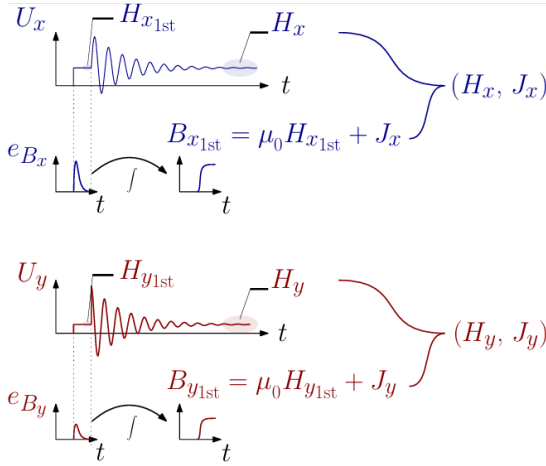 U_x H_{x_{1st}} H_x
t
(H_x, J_x)
B_{x_{1st}} = μ_0 H_{x_{1st}} + J_x
e_{B_x}
∫
t t
U_y H_{y_{1st}} H_y
t
(H_y, J_y)
B_{y_{1st}} = μ_0 H_{y_{1st}} + J_y
e_{B_y}
∫
t t